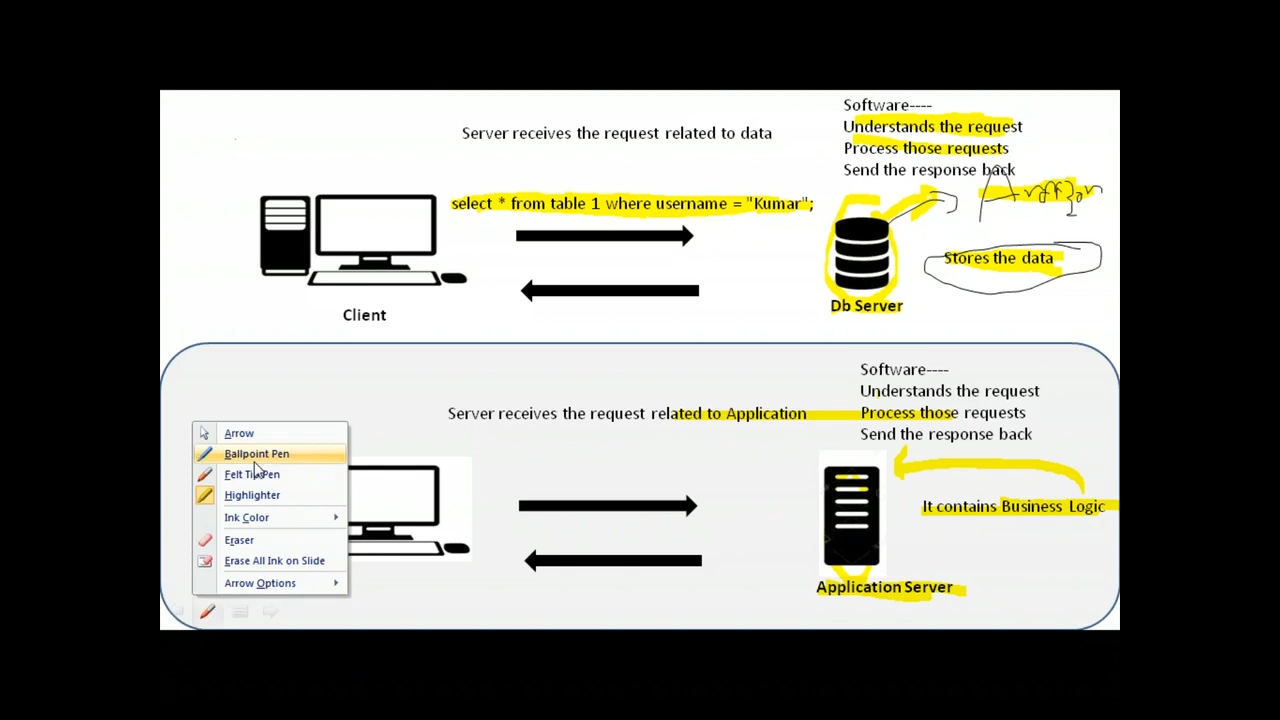 Software----
Understands the request
Process those requests
Send the response back
Server receives the request related to data
select * from table 1 where username = "Kumar";
Amazon
Stores the data
Db Server
Client
Software----
Understands the request
Process those requests
Send the response back
Server receives the request related to Application
Arrow
Ballpoint Pen
Felt Tip Pen
Highlighter
Ink Color
Eraser
Erase All Ink on Slide
Arrow Options
It contains Business Logic
Application Server